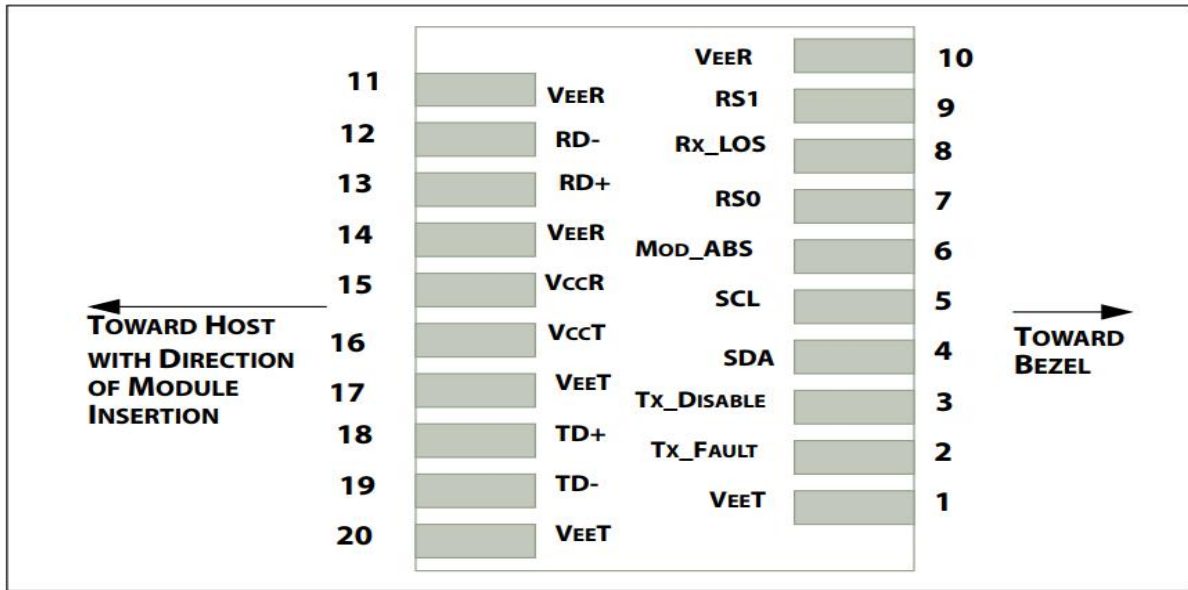 11 VEER
12 RD-
13 RD+
14 VEER
15 VCCR
16 VCCT
17 VEET
18 TD+
19 TD-
20 VEET
TOWARD HOST
WITH DIRECTION
OF MODULE
INSERTION
VEER 10
RS1 9
RX_LOS 8
RS0 7
MOD_ABS 6
SCL 5
SDA 4
TX_DISABLE 3
TX_FAULT 2
VEET 1
TOWARD
BEZEL